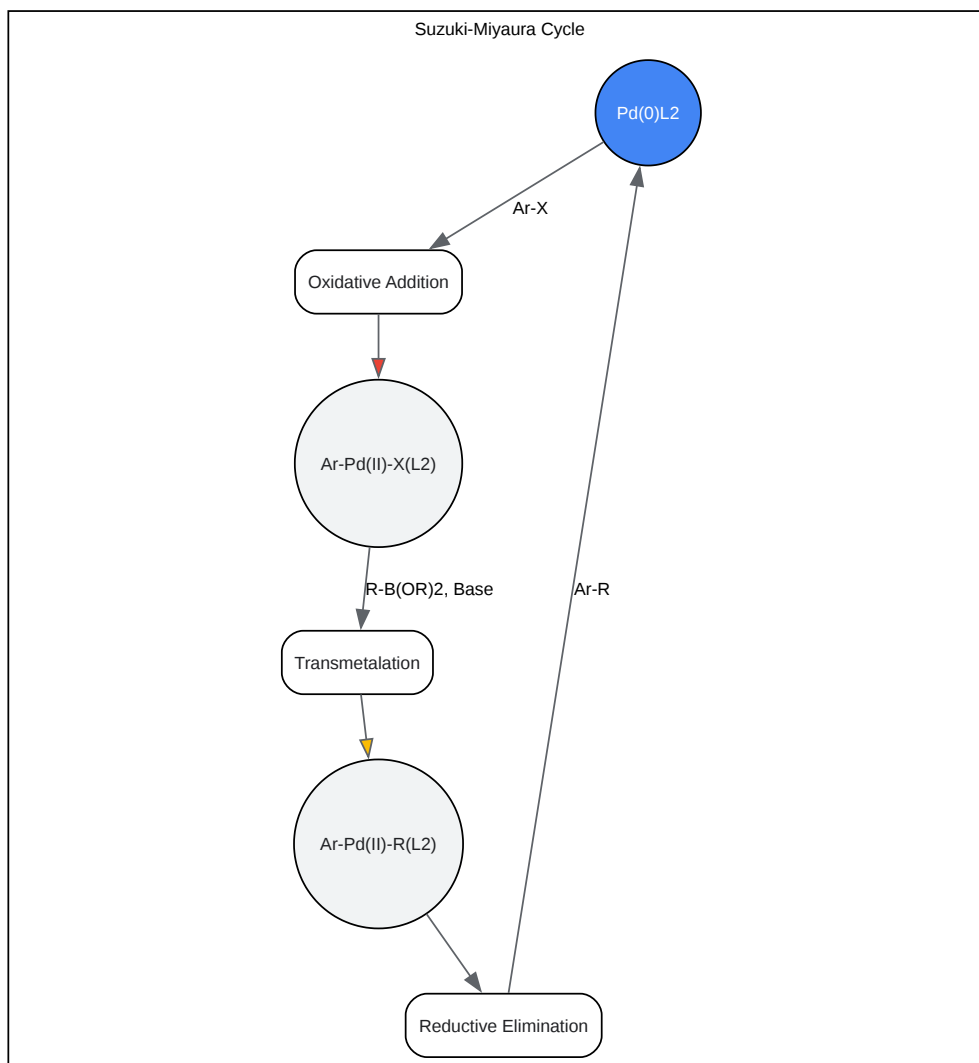 Suzuki-Miyaura Cycle
Pd(0)L2
Ar-X
Oxidative Addition
Ar-Pd(II)-X(L2)
R-B(OR)2, Base
Ar-R
Transmetalation
Ar-Pd(II)-R(L2)
Reductive Elimination